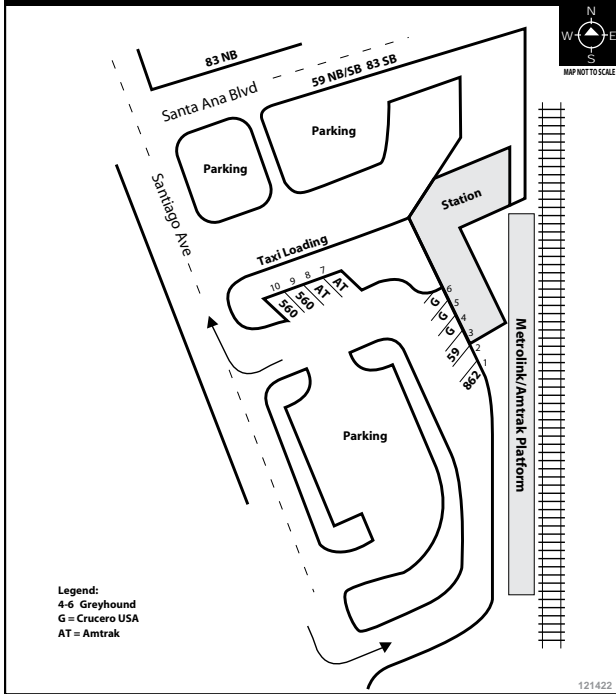 N
W E
S
MAP NOT TO SCALE
83 NB
59 NB/SB 83 SB
Santa Ana Blvd
Parking
Parking
Santiago Ave
Station
Taxi Loading
10 9 8 7
560 560 AT AT
6
G 5
G 4
G 3
59 2
862 1
Metrolink/Amtrak Platform
Parking
Legend:
4-6 Greyhound
G = Crucero USA
AT = Amtrak
121422